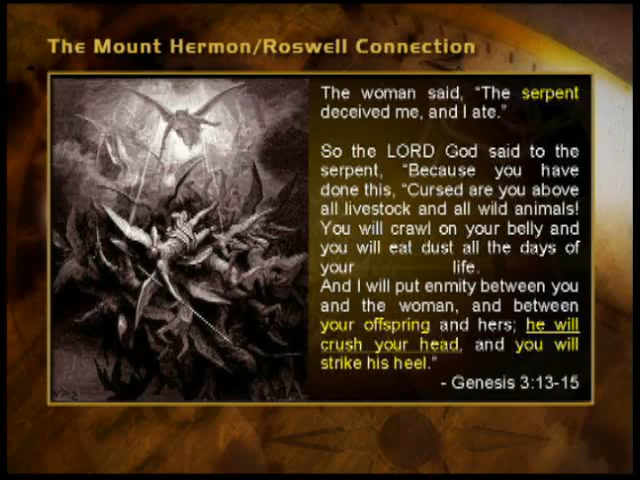 The Mount Hermon/Roswell Connection
The woman said, “The serpent
deceived me, and I ate.”
So the LORD God said to the
serpent, “Because you have
done this, “Cursed are you above
all livestock and all wild animals!
You will crawl on your belly and
you will eat dust all the days of
your life.
And I will put enmity between you
and the woman, and between
your offspring and hers; he will
crush your head, and you will
strike his heel.”
- Genesis 3:13-15